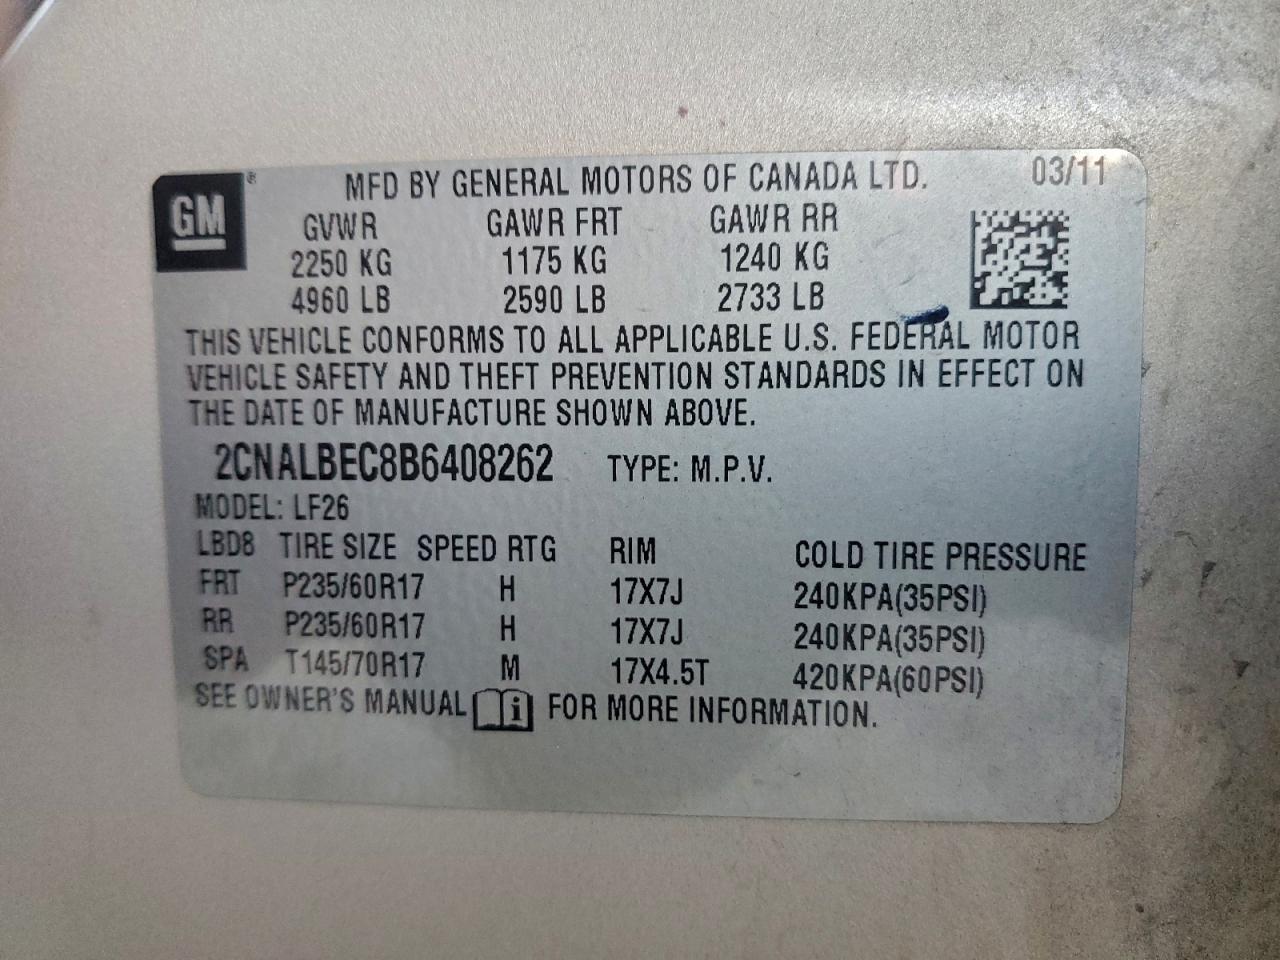 GM ® MFD BY GENERAL MOTORS OF CANADA LTD. 03/11
GVWR GAWR FRT GAWR RR
2250 KG 1175 KG 1240 KG
4960 LB 2590 LB 2733 LB
THIS VEHICLE CONFORMS TO ALL APPLICABLE U.S. FEDERAL MOTOR
VEHICLE SAFETY AND THEFT PREVENTION STANDARDS IN EFFECT ON
THE DATE OF MANUFACTURE SHOWN ABOVE.
2CNALBEC8B6408262 TYPE: M.P.V.
MODEL: LF26
LBD8 TIRE SIZE SPEED RTG RIM COLD TIRE PRESSURE
FRT P235/60R17 H 17X7J 240KPA(35PSI)
RR P235/60R17 H 17X7J 240KPA(35PSI)
SPA T145/70R17 M 17X4.5T 420KPA(60PSI)
SEE OWNER'S MANUAL i FOR MORE INFORMATION.